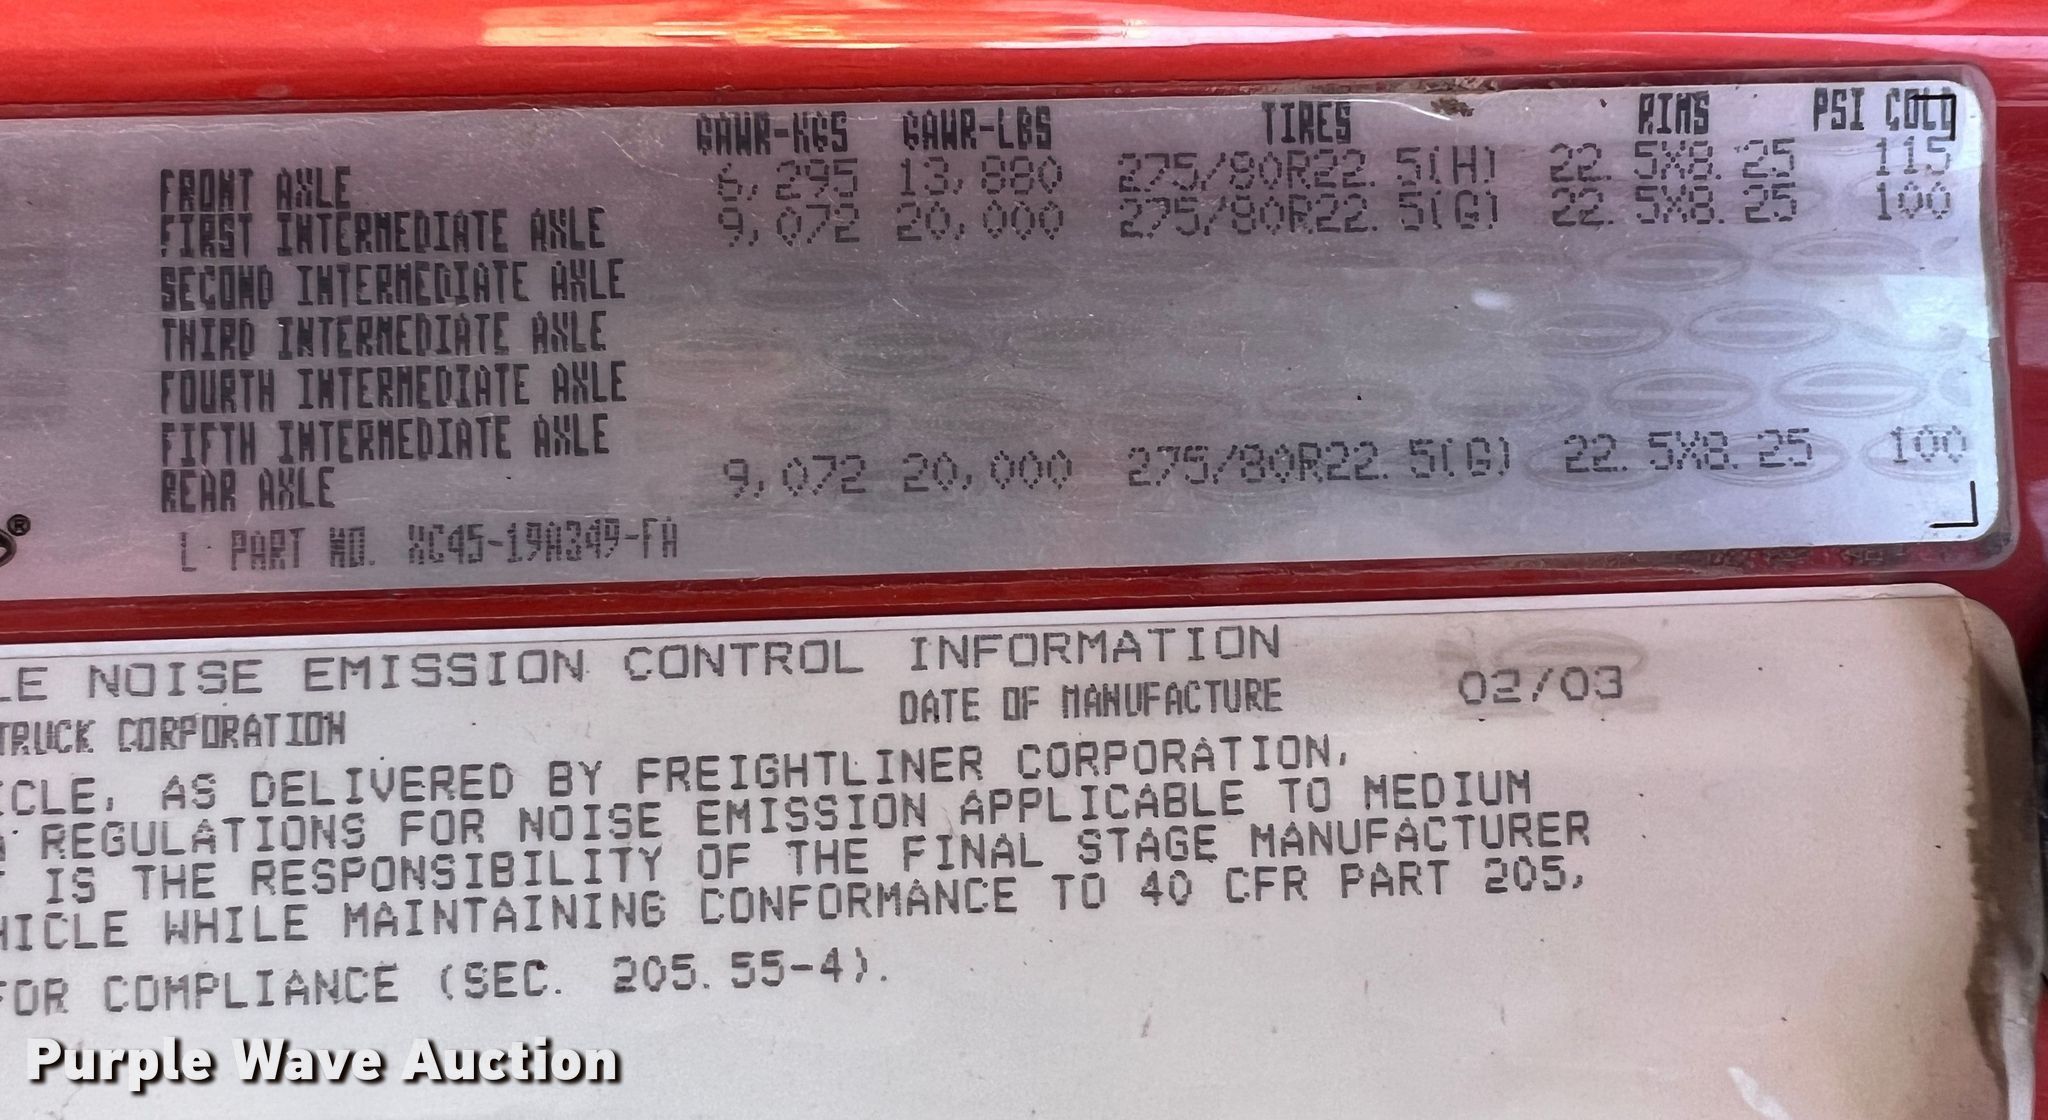 GAWR-KGS GAWR-LBS TIRES RIMS PSI COLD
FRONT AXLE 6,295 13,880 275/80R22.5(H) 22.5X8.25 115
FIRST INTERMEDIATE AXLE 9,072 20,000 275/80R22.5(G) 22.5X8.25 100
SECOND INTERMEDIATE AXLE
THIRD INTERMEDIATE AXLE
FOURTH INTERMEDIATE AXLE
FIFTH INTERMEDIATE AXLE
REAR AXLE 9,072 20,000 275/80R22.5(G) 22.5X8.25 100
L PART NO. XC45-19A349-FA
®
LE NOISE EMISSION CONTROL INFORMATION
TRUCK CORPORATION DATE OF MANUFACTURE 02/03
ICLE, AS DELIVERED BY FREIGHTLINER CORPORATION,
A REGULATIONS FOR NOISE EMISSION APPLICABLE TO MEDIUM
IS THE RESPONSIBILITY OF THE FINAL STAGE MANUFACTURER
HICLE WHILE MAINTAINING CONFORMANCE TO 40 CFR PART 205,
FOR COMPLIANCE (SEC. 205.55-4).
Purple Wave Auction